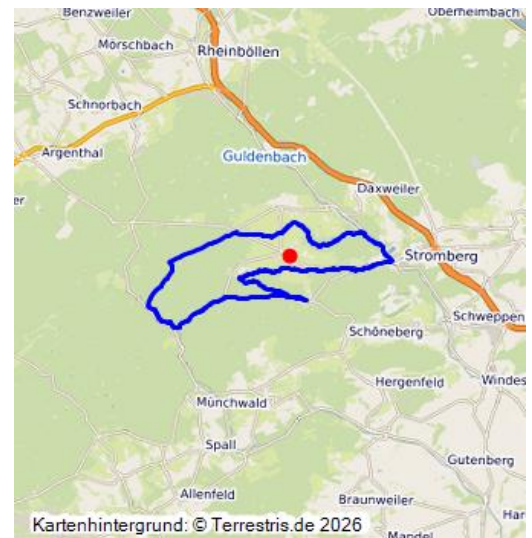 Benzweiler
Oberheimbach
Mörschbach
Rheinböllen
Schnorbach
Argenthal
Guldenbach
er
Daxweiler
Stromberg
Schweppen
Schöneberg
Hergenfeld
Windes
Münchwald
Spall
Gutenberg
Allenfeld
Braunweiler
Har
Mandel
Kartenhintergrund: © Terrestris.de 2026